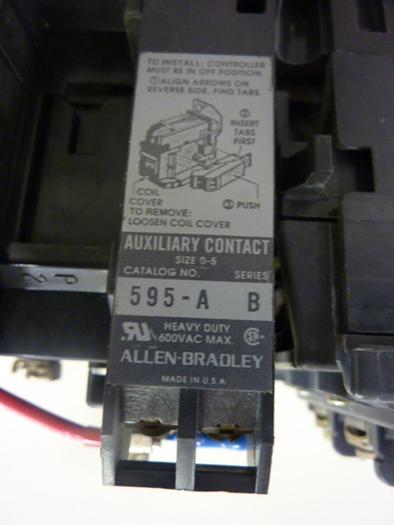 TO INSTALL: CONTROLLER
MUST BE IN OFF POSITION.
①ALIGN ARROWS ON
REVERSE SIDE, FIND TABS.
②
INSERT
TABS
FIRST
③ PUSH
COIL
COVER
TO REMOVE:
LOOSEN COIL COVER
AUXILIARY CONTACT
SIZE 0-5
CATALOG NO. SERIES
595-A B
HEAVY DUTY
600VAC MAX.
ALLEN-BRADLEY
MADE IN U.S.A.
P
2